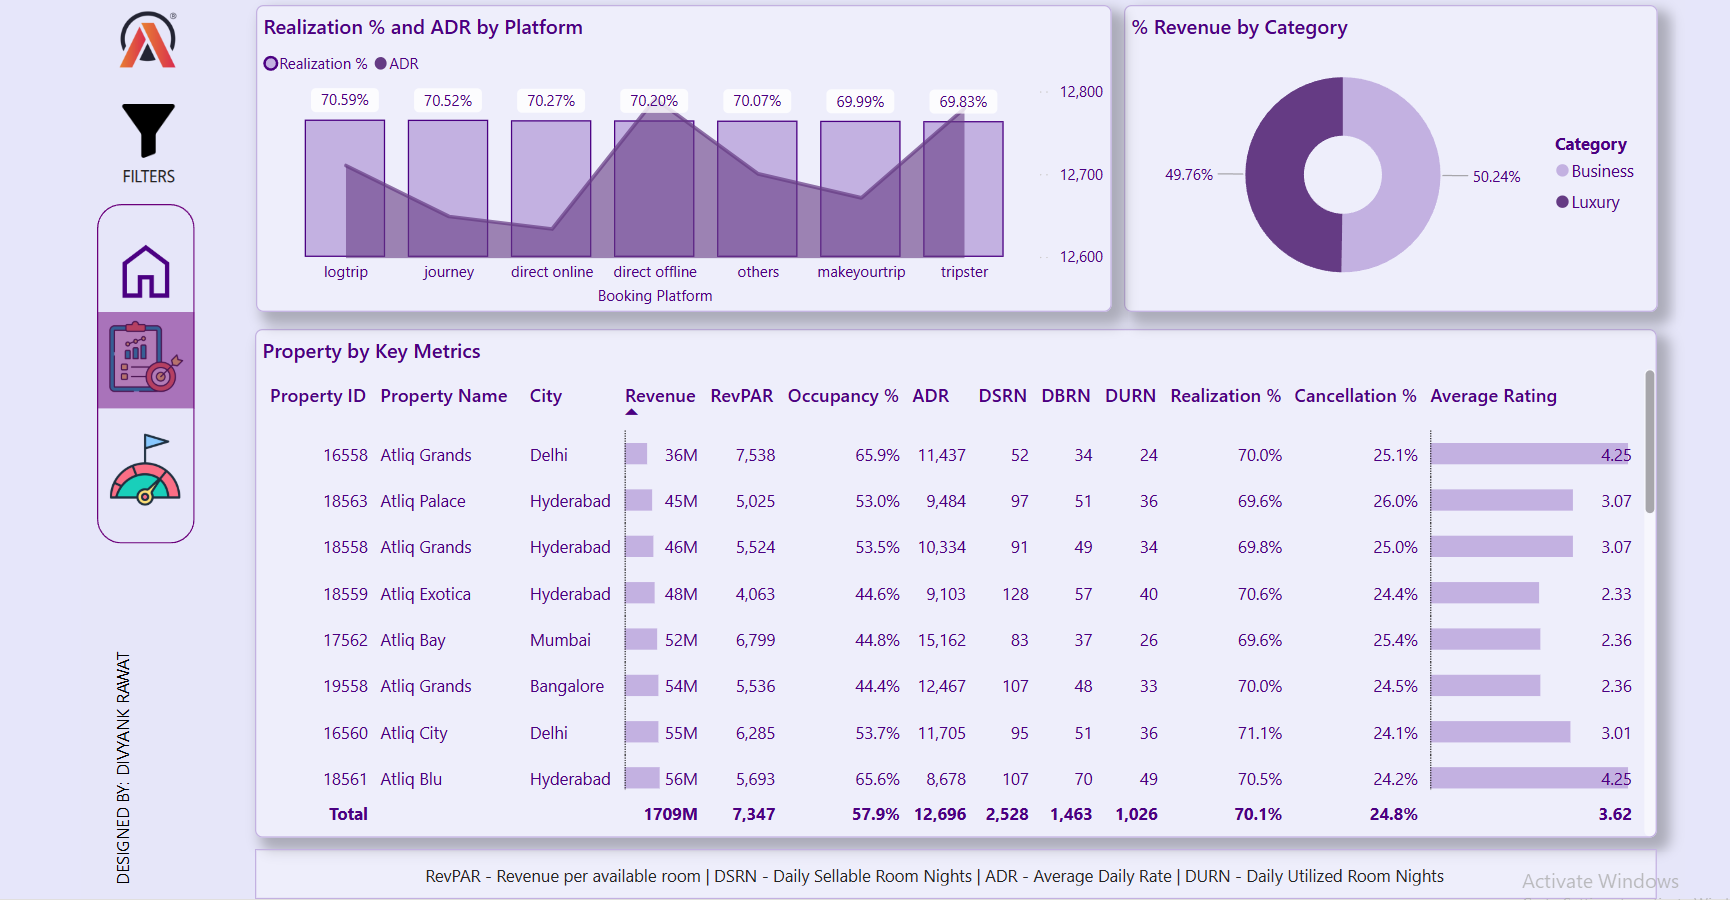 ®
FILTERS
DESIGNED BY: DIVYANK RAWAT
Realization % and ADR by Platform
Realization % ADR
70.59% 70.52% 70.27% 70.20% 70.07% 69.99% 69.83%
12,800
12,700
12,600
logtrip journey direct online direct offline others makeyourtrip tripster
Booking Platform
% Revenue by Category
49.76%
50.24%
Category
Business
Luxury
Property by Key Metrics
Property ID Property Name City Revenue RevPAR Occupancy % ADR DSRN DBRN DURN Realization % Cancellation % Average Rating
16558 Atliq Grands Delhi 36M 7,538 65.9% 11,437 52 34 24 70.0% 25.1% 4.25
18563 Atliq Palace Hyderabad 45M 5,025 53.0% 9,484 97 51 36 69.6% 26.0% 3.07
18558 Atliq Grands Hyderabad 46M 5,524 53.5% 10,334 91 49 34 69.8% 25.0% 3.07
18559 Atliq Exotica Hyderabad 48M 4,063 44.6% 9,103 128 57 40 70.6% 24.4% 2.33
17562 Atliq Bay Mumbai 52M 6,799 44.8% 15,162 83 37 26 69.6% 25.4% 2.36
19558 Atliq Grands Bangalore 54M 5,536 44.4% 12,467 107 48 33 70.0% 24.5% 2.36
16560 Atliq City Delhi 55M 6,285 53.7% 11,705 95 51 36 71.1% 24.1% 3.01
18561 Atliq Blu Hyderabad 56M 5,693 65.6% 8,678 107 70 49 70.5% 24.2% 4.25
Total 1709M 7,347 57.9% 12,696 2,528 1,463 1,026 70.1% 24.8% 3.62
RevPAR - Revenue per available room | DSRN - Daily Sellable Room Nights | ADR - Average Daily Rate | DURN - Daily Utilized Room Nights
Activate Windows